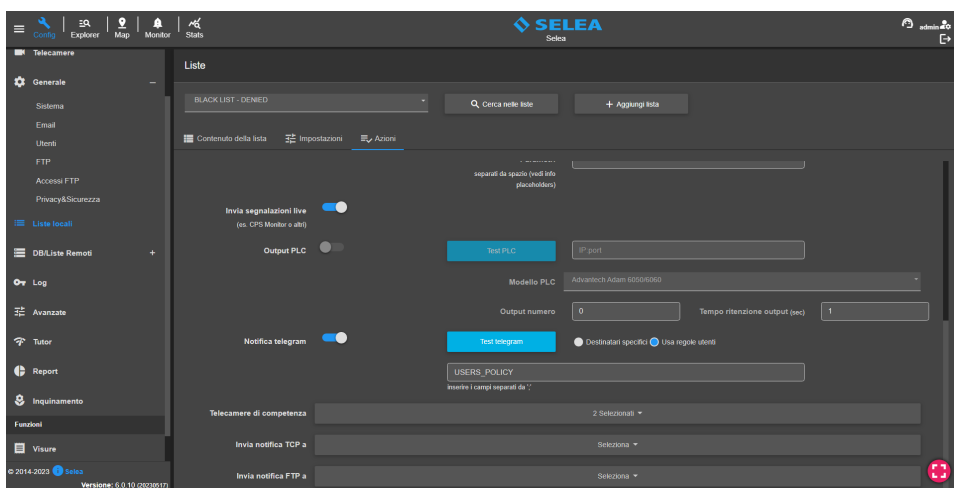 Config
Explorer
Map
Monitor
Stats
SELEA
Selea
admin
Telecamere
Generale
Sistema
Email
Utenti
FTP
Accessi FTP
Privacy&Sicurezza
Liste locali
DB/Liste Remoti
Log
Avanzate
Tutor
Report
Inquinamento
Funzioni
Visure
© 2014-2023 Selea
Versione: 6.0.10 (20230517)
Liste
BLACK LIST - DENIED
Cerca nelle liste
+ Aggiungi lista
Contenuto della lista
Impostazioni
Azioni
separati da spazio (vedi info
placeholders)
Invia segnalazioni live
(es. CPS Monitor o altri)
Output PLC
Test PLC
IP:port
Modello PLC
Advantech Adam 6050/6060
Output numero
0
Tempo ritenzione output (sec)
1
Notifica telegram
Test telegram
Destinatari specifici
Usa regole utenti
USERS_POLICY
inserire i campi separati da ';'
Telecamere di competenza
2 Selezionati
Invia notifica TCP a
Seleziona
Invia notifica FTP a
Seleziona